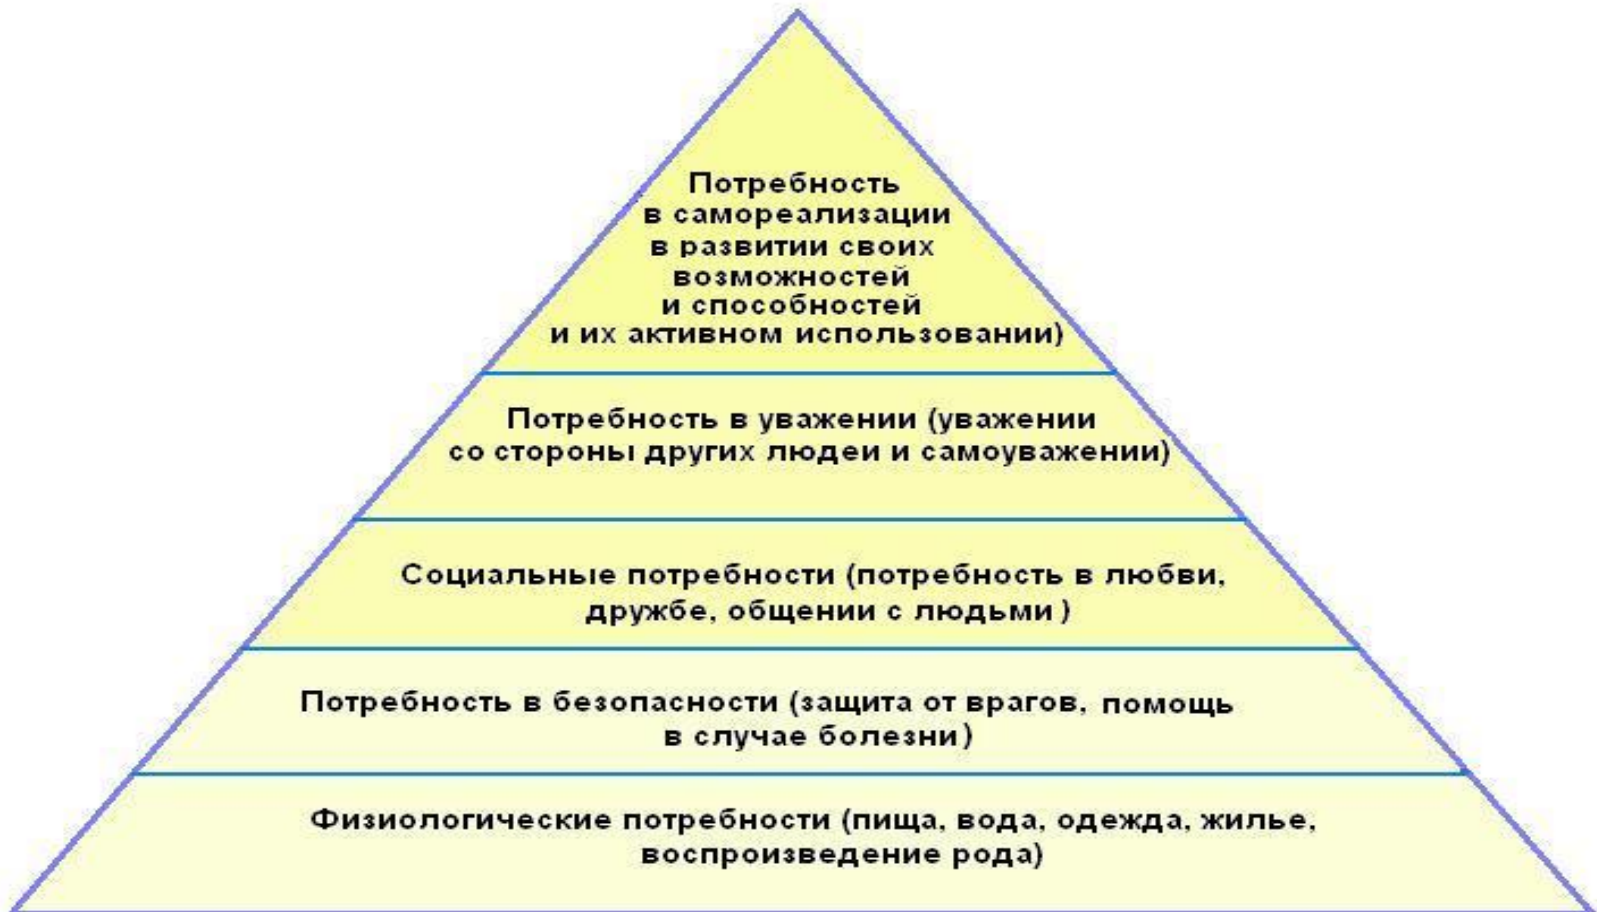 Потребность
в самореализации
в развитии своих
возможностей
и способностей
и их активном использовании)
Потребность в уважении (уважении
со стороны других людеи и самоуважении)
Социальные потребности (потребность в любви,
дружбе, общении с людьми )
Потребность в безопасности (защита от врагов, помощь
в случае болезни)
Физиологические потребности (пища, вода, одежда, жилье,
воспроизведение рода)